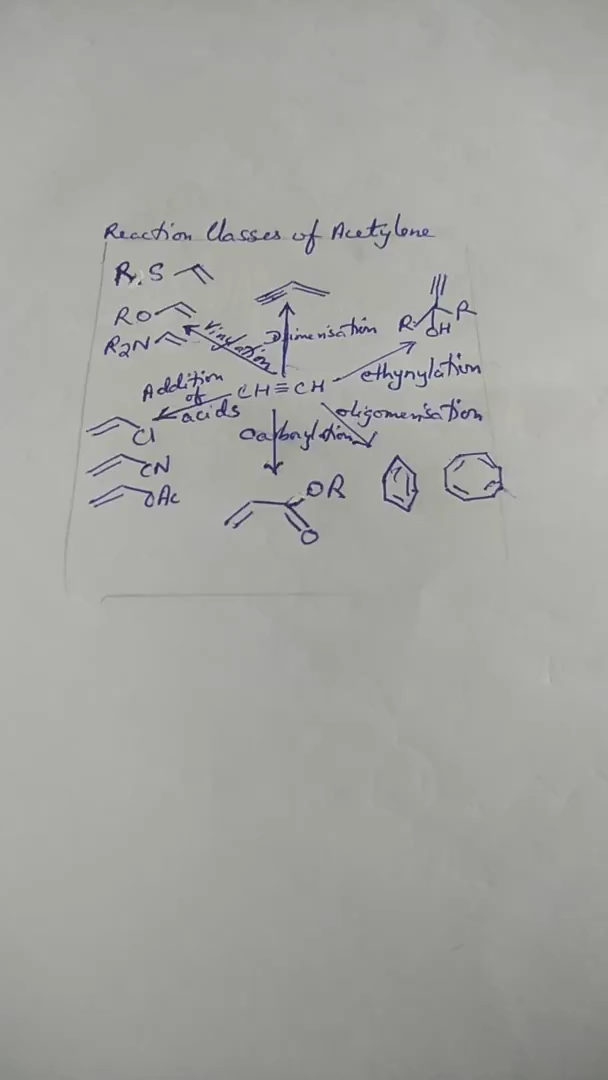 Reaction Classes of Acetylene
R.S
RO
R2N
Vinylation
Dimerisation
R R
OH
ethynylation
Addition
of
acids
CH≡CH
oligomerisation
Carbonylation
Cl
CN
OAc
OR
O